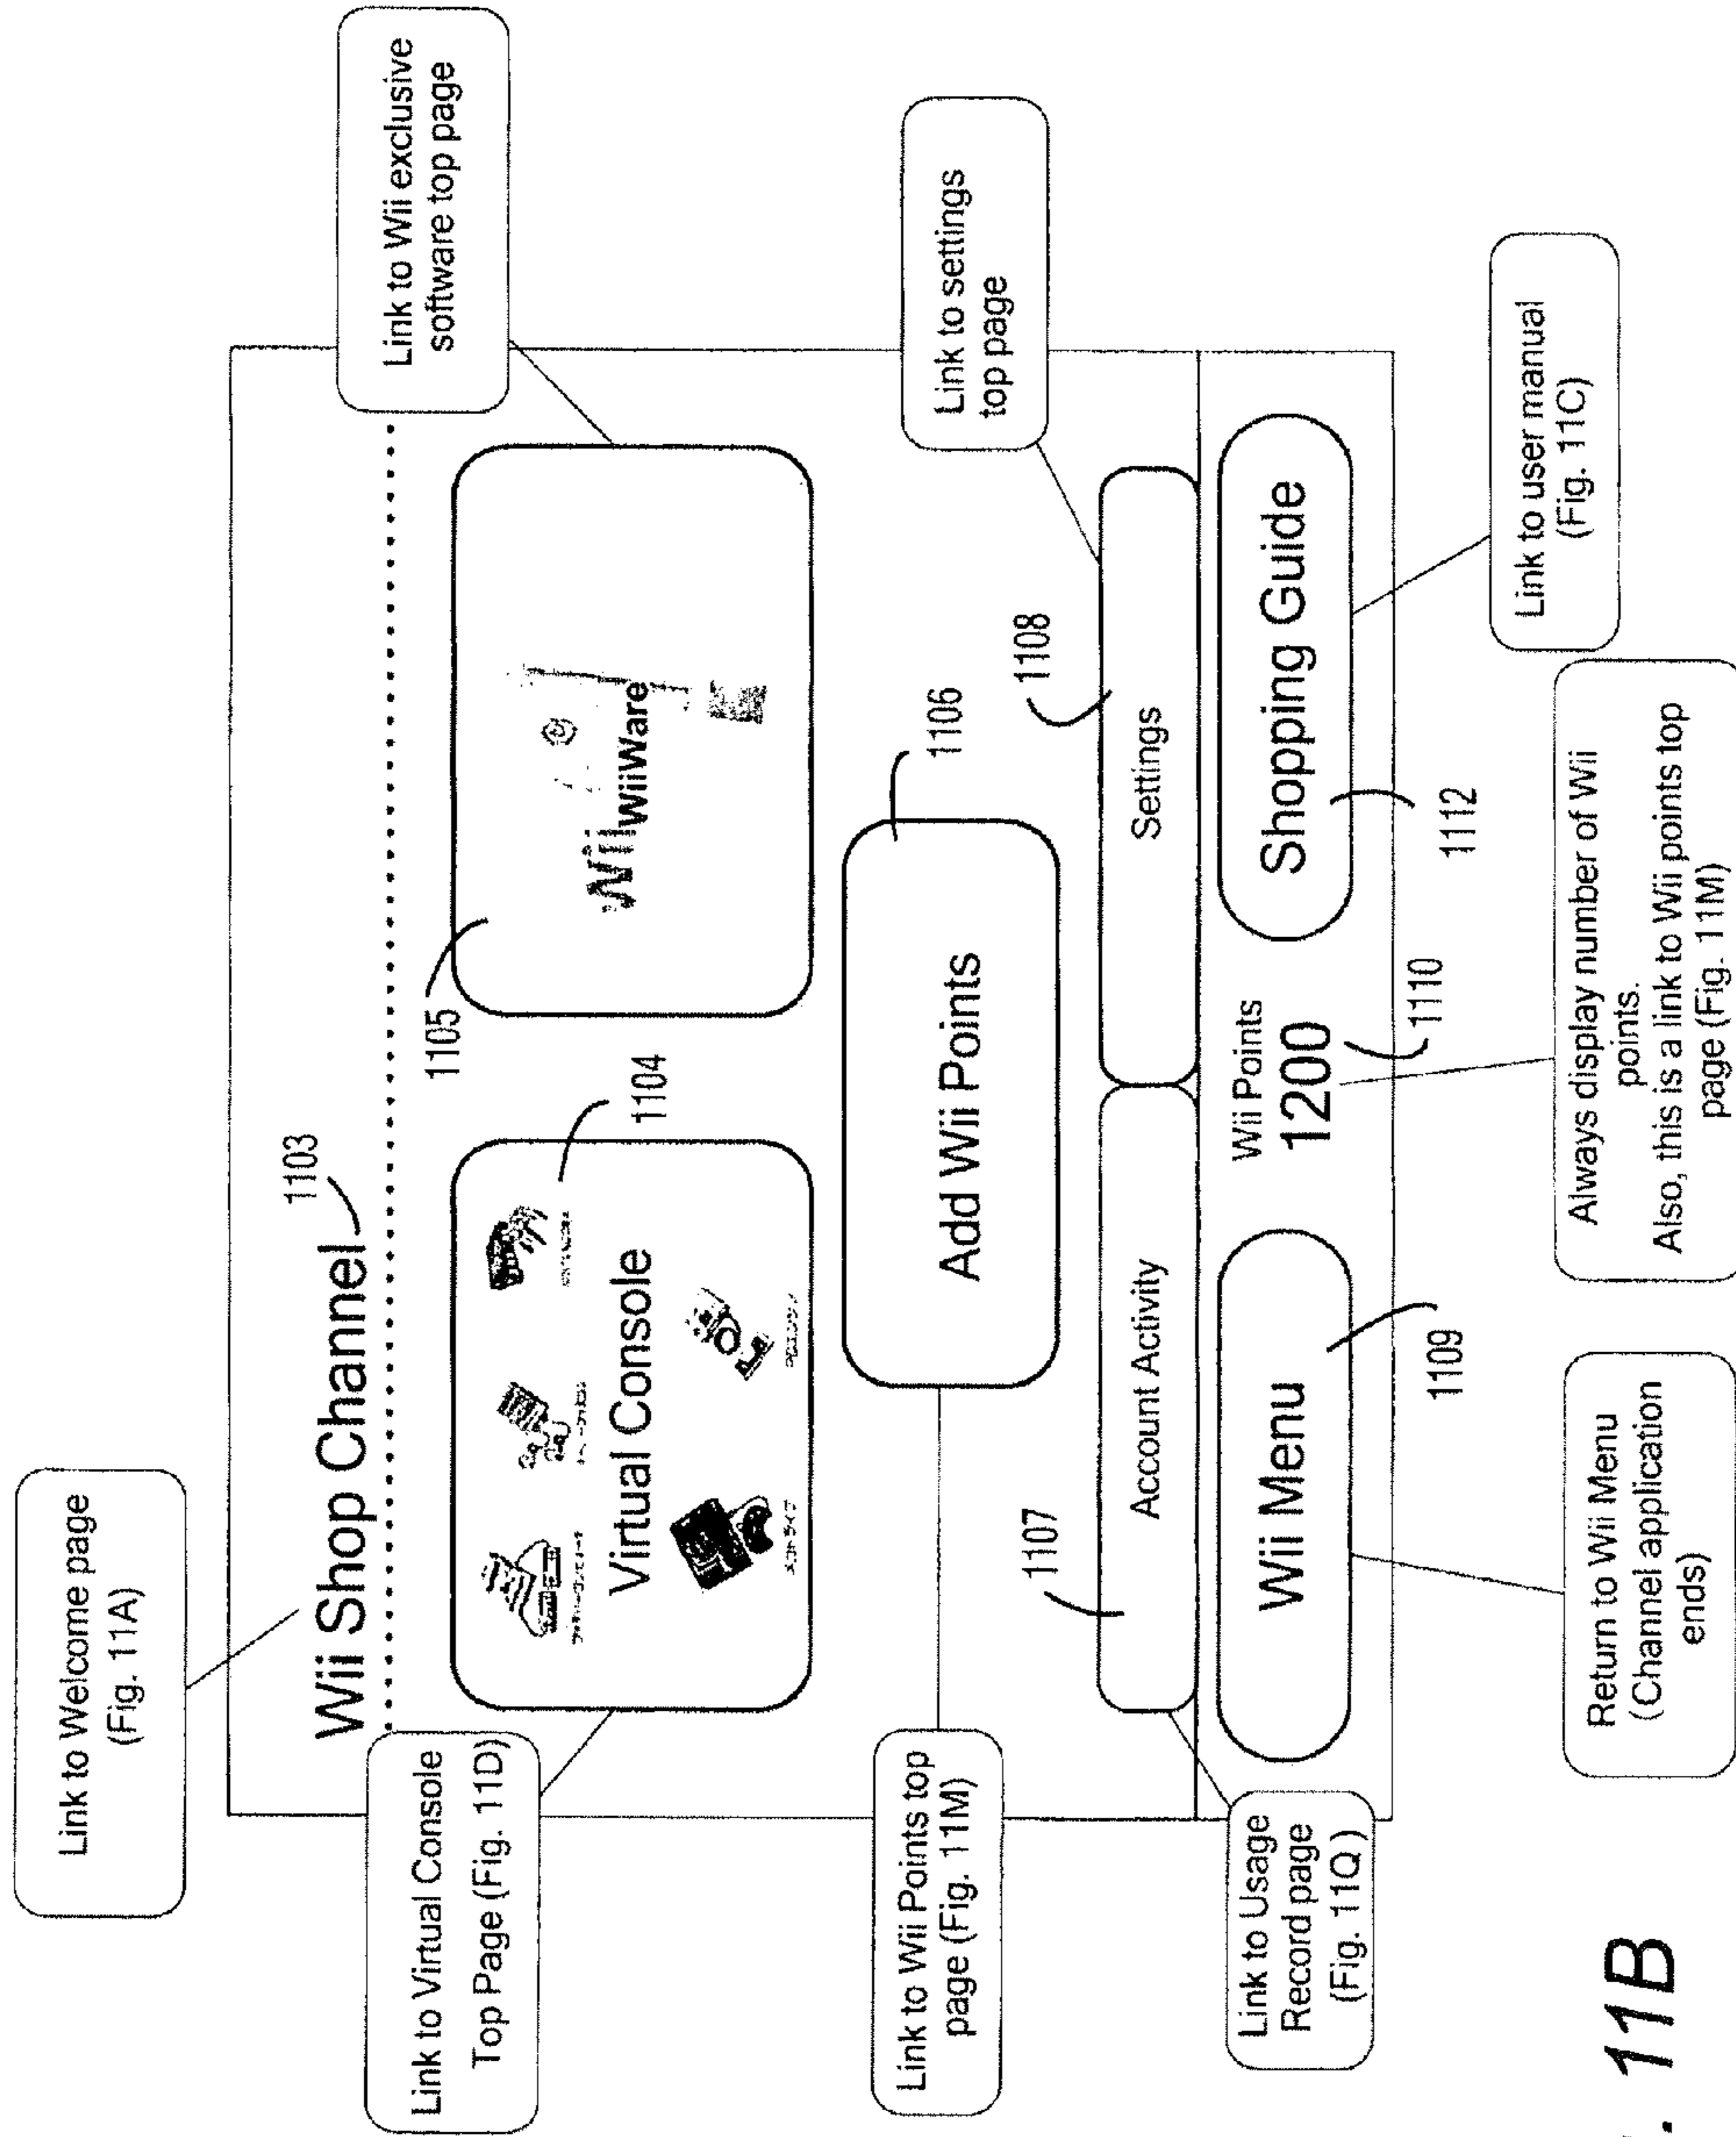 Link to Welcome page
(Fig. 11A)
Wii Shop Channel
1103
Link to Wii exclusive
software top page
Link to Virtual Console
Top Page (Fig. 11D)
Virtual Console
1104
1105
WiiWare
Link to Wii Points top
page (Fig. 11M)
Add Wii Points
1106
Link to settings
top page
1107
Account Activity
Settings
1108
Link to Usage
Record page
(Fig. 11Q)
Wii Menu
1109
Wii Points
1200
1110
Shopping Guide
1112
Link to user manual
(Fig. 11C)
Return to Wii Menu
(Channel application
ends)
Always display number of Wii
points.
Also, this is a link to Wii points top
page (Fig. 11M)
. 11B